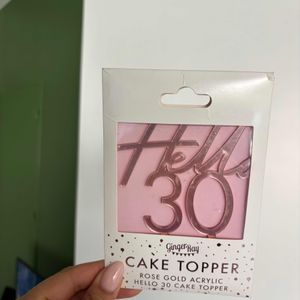 Hello
30
Ginger Ray
CAKE TOPPER
ROSE GOLD ACRYLIC
HELLO 30 CAKE TOPPER